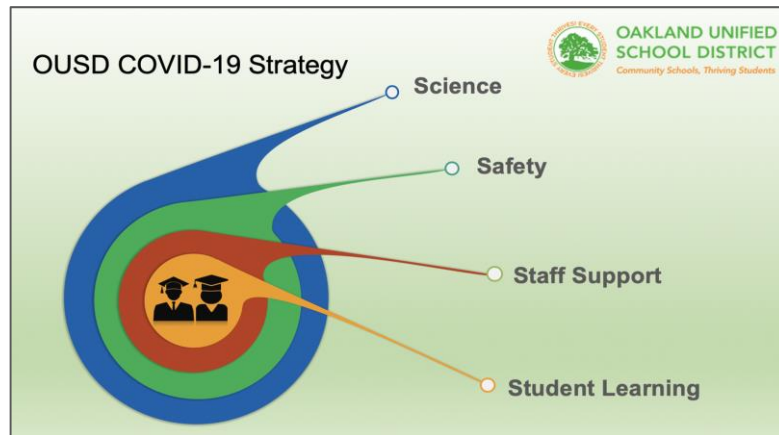 OUSD COVID-19 Strategy
OAKLAND UNIFIED
SCHOOL DISTRICT
Community Schools, Thriving Students
Science
Safety
Staff Support
Student Learning